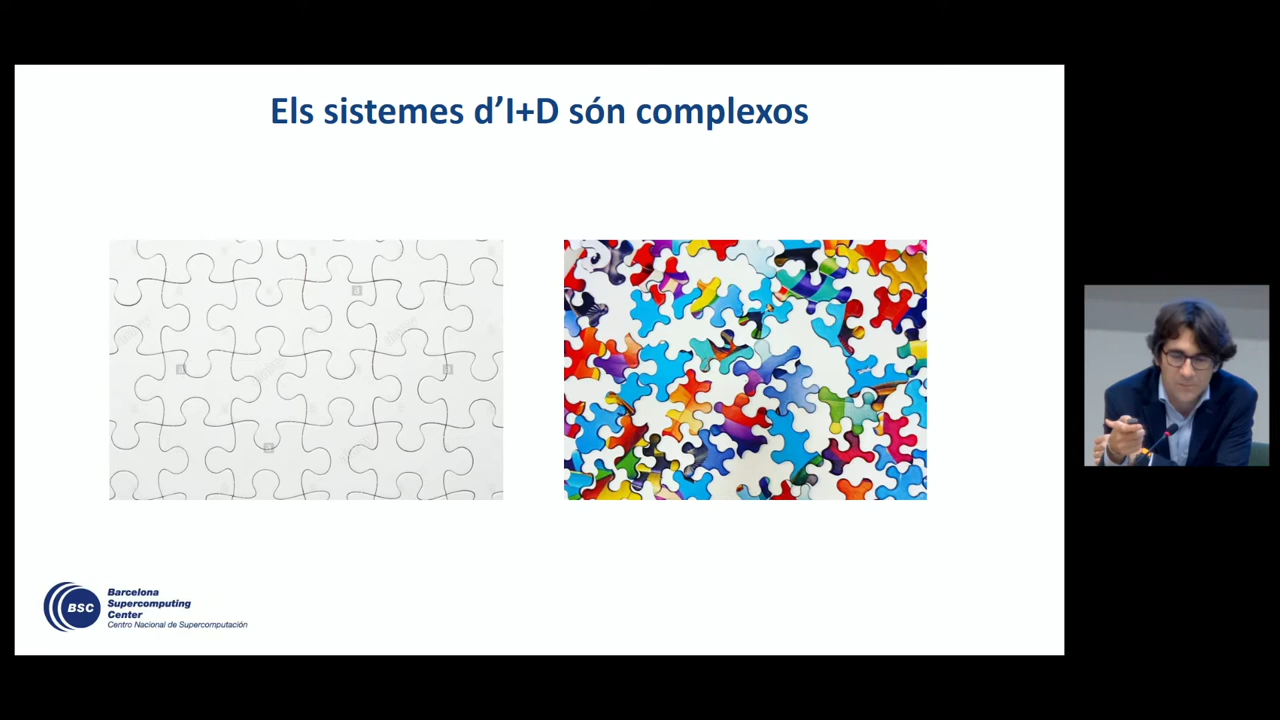 Els sistemes d'I+D són complexos
BSC
Barcelona
Supercomputing
Center
Centro Nacional de Supercomputación